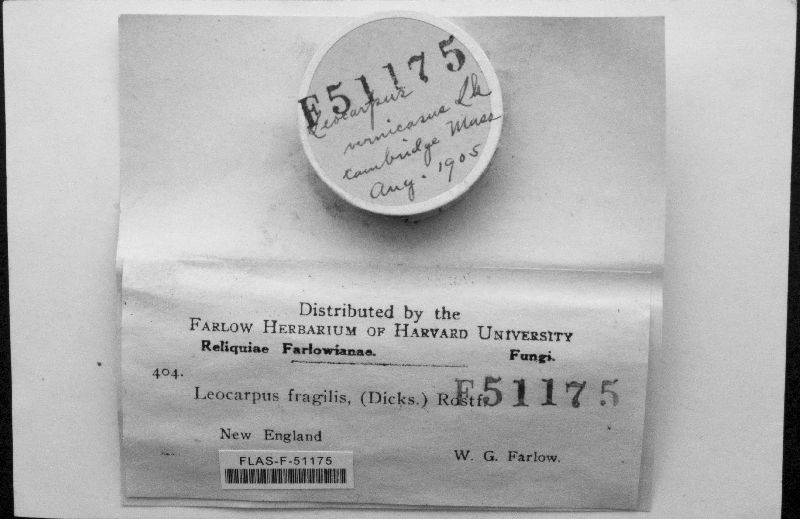 F51175
Leocarpus
vernicosus Lk
Cambridge Mass
Aug. 1905
Distributed by the
FARLOW HERBARIUM OF HARVARD UNIVERSITY
Reliquiae Farlowianae. Fungi.
404.
Leocarpus fragilis, (Dicks.) Rostf. F51175
New England
FLAS-F-51175
W. G. Farlow.